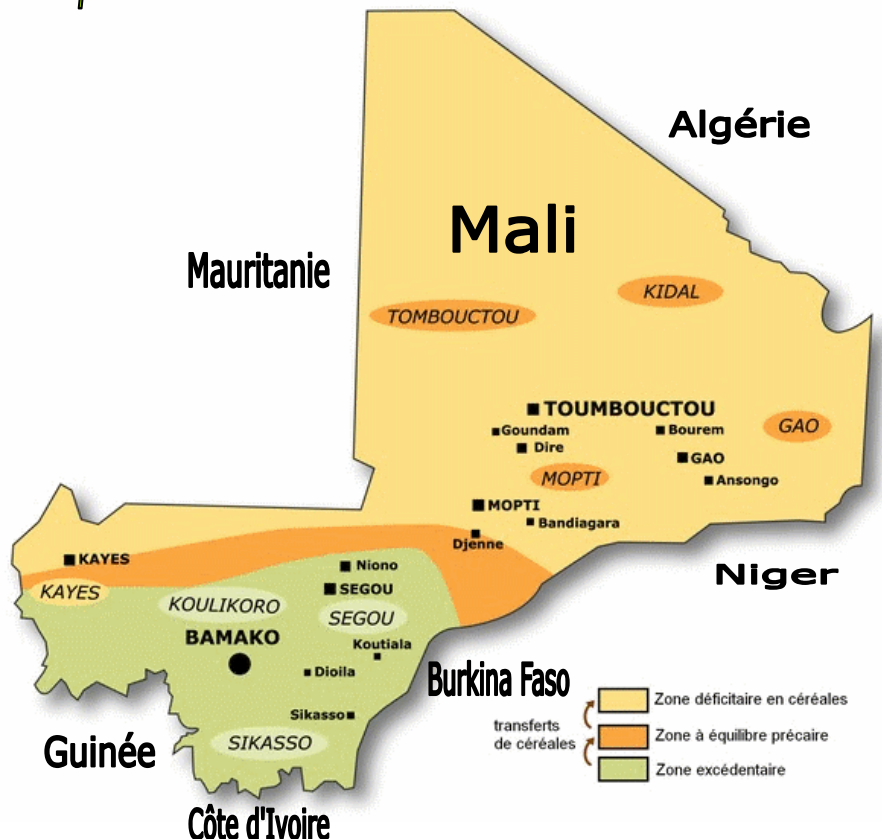 Algérie
Mali
Mauritanie
KIDAL
TOMBOUCTOU
TOUMBOUCTOU
GAO
Goundam
Bourem
Dire
GAO
MOPTI
Ansongo
MOPTI
Bandiagara
Djenne
KAYES
Niono
Niger
KAYES
SEGOU
KOULIKORO
SEGOU
BAMAKO
Koutiala
Dioila
Burkina Faso
Zone déficitaire en céréales
Sikasso
transferts
de céréales
Zone à équilibre précaire
Guinée
SIKASSO
Zone excédentaire
Côte d'Ivoire